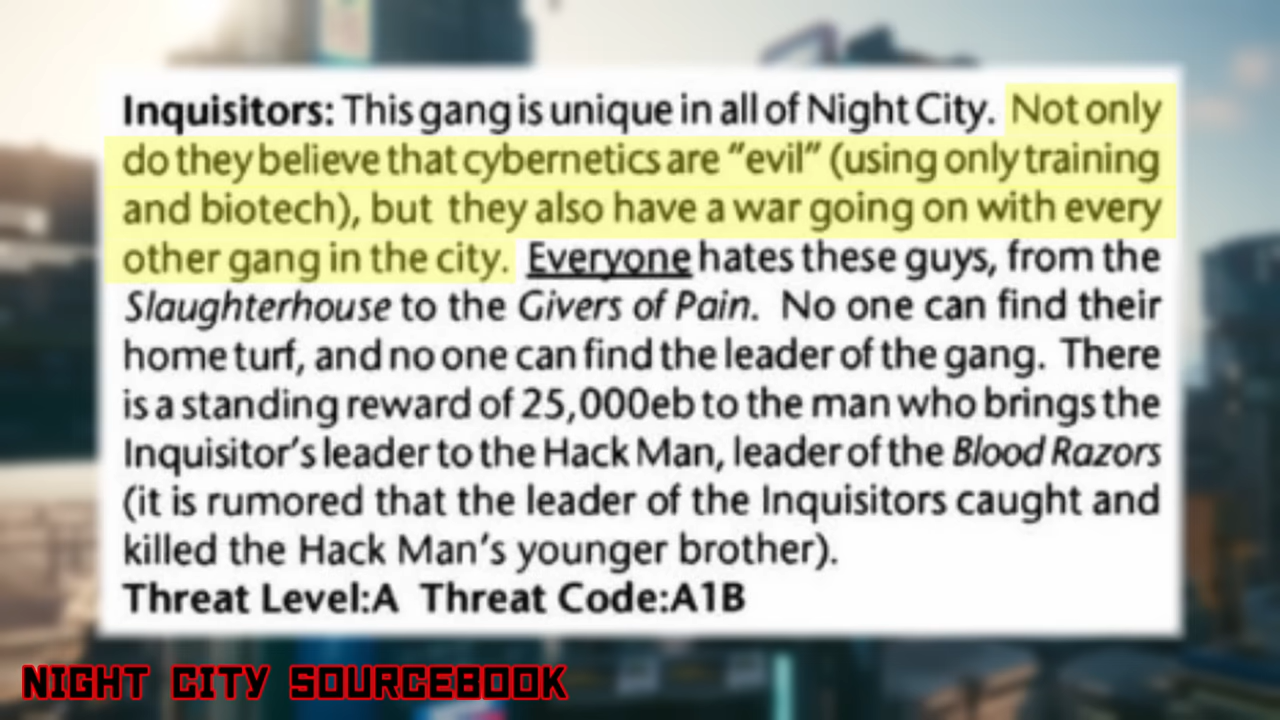 Inquisitors: This gang is unique in all of Night City. Not only
do they believe that cybernetics are “evil” (using only training
and biotech), but they also have a war going on with every
other gang in the city. Everyone hates these guys, from the
Slaughterhouse to the Givers of Pain. No one can find their
home turf, and no one can find the leader of the gang. There
is a standing reward of 25,000eb to the man who brings the
Inquisitor’s leader to the Hack Man, leader of the Blood Razors
(it is rumored that the leader of the Inquisitors caught and
killed the Hack Man’s younger brother).
Threat Level:A Threat Code:A1B
NIGHT CITY SOURCEBOOK